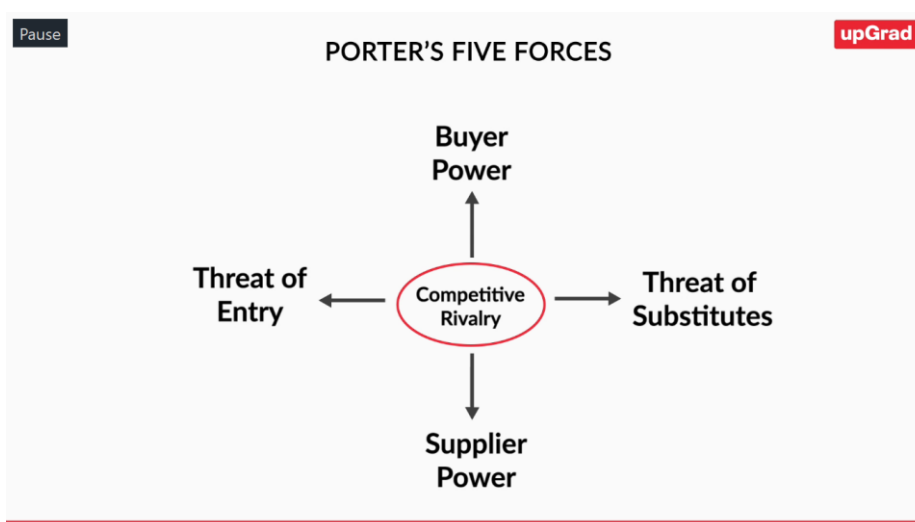 Pause
upGrad
PORTER'S FIVE FORCES
Buyer
Power
Threat of
Entry
Competitive
Rivalry
Threat of
Substitutes
Supplier
Power